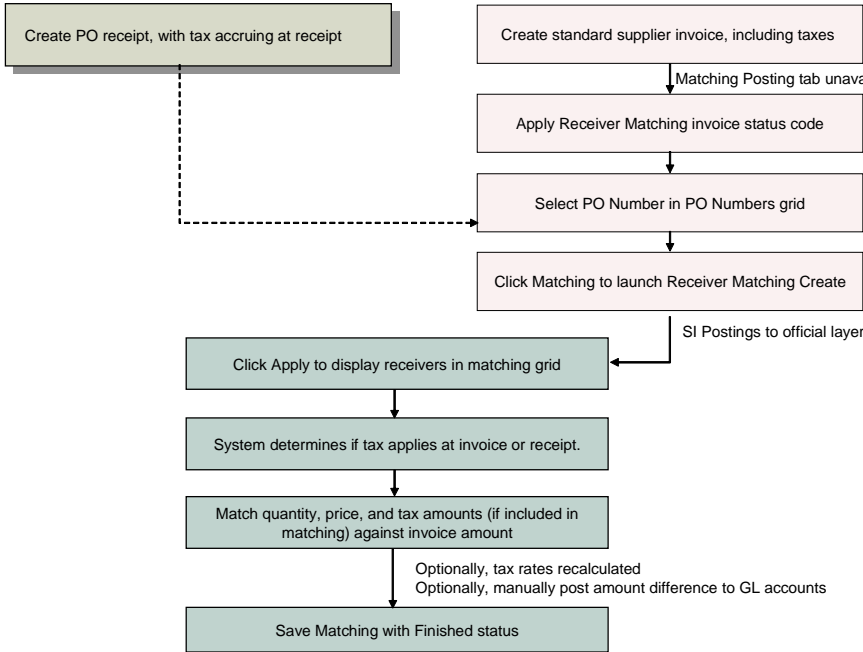 Create PO receipt, with tax accruing at receipt
Create standard supplier invoice, including taxes
Matching Posting tab
Apply Receiver Matching invoice status code
Select PO Number in PO Numbers grid
Click Matching to launch Receiver Matching Create
SI Postings to official layer
Click Apply to display receivers in matching grid
System determines if tax applies at invoice or receipt.
Match quantity, price, and tax amounts (if included in
matching) against invoice amount
Optionally, tax rates recalculated
Optionally, manually post amount difference to GL accounts
Save Matching with Finished status